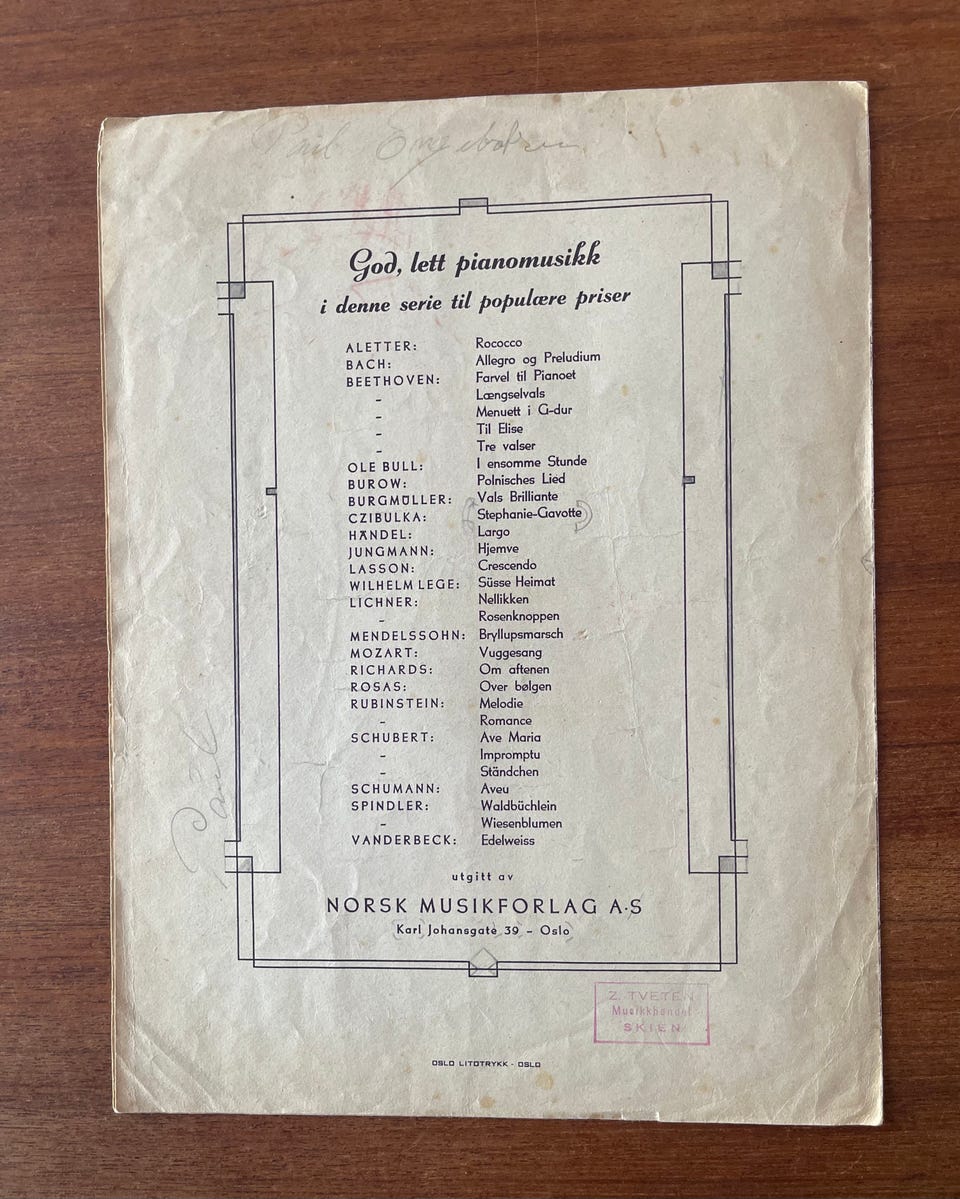 God, lett pianomusikk
i denne serie til populære priser
ALETTER: Rococco
BACH: Allegro og Preludium
BEETHOVEN: Farvel til Pianoet
– Længselvals
– Menuett i G-dur
– Til Elise
– Tre valser
OLE BULL: I ensomme Stunde
BUROW: Polnisches Lied
BURGMÜLLER: Vals Brilliante
CZIBULKA: Stephanie-Gavotte
HÄNDEL: Largo
JUNGMANN: Hjemve
LASSON: Crescendo
WILHELM LEGE: Süsse Heimat
LICHNER: Nellikken
– Rosenknoppen
MENDELSSOHN: Bryllupsmarsch
MOZART: Vuggesang
RICHARDS: Om aftenen
ROSAS: Over bølgen
RUBINSTEIN: Melodie
– Romance
SCHUBERT: Ave Maria
– Impromptu
– Ständchen
SCHUMANN: Aveu
SPINDLER: Waldbüchlein
– Wiesenblumen
VANDERBECK: Edelweiss
utgitt av
NORSK MUSIKFORLAG A·S
Karl Johansgate 39 – Oslo
Z. TVETEN
Musikkhandel
SKIEN
OSLO LITOTRYKK - OSLO